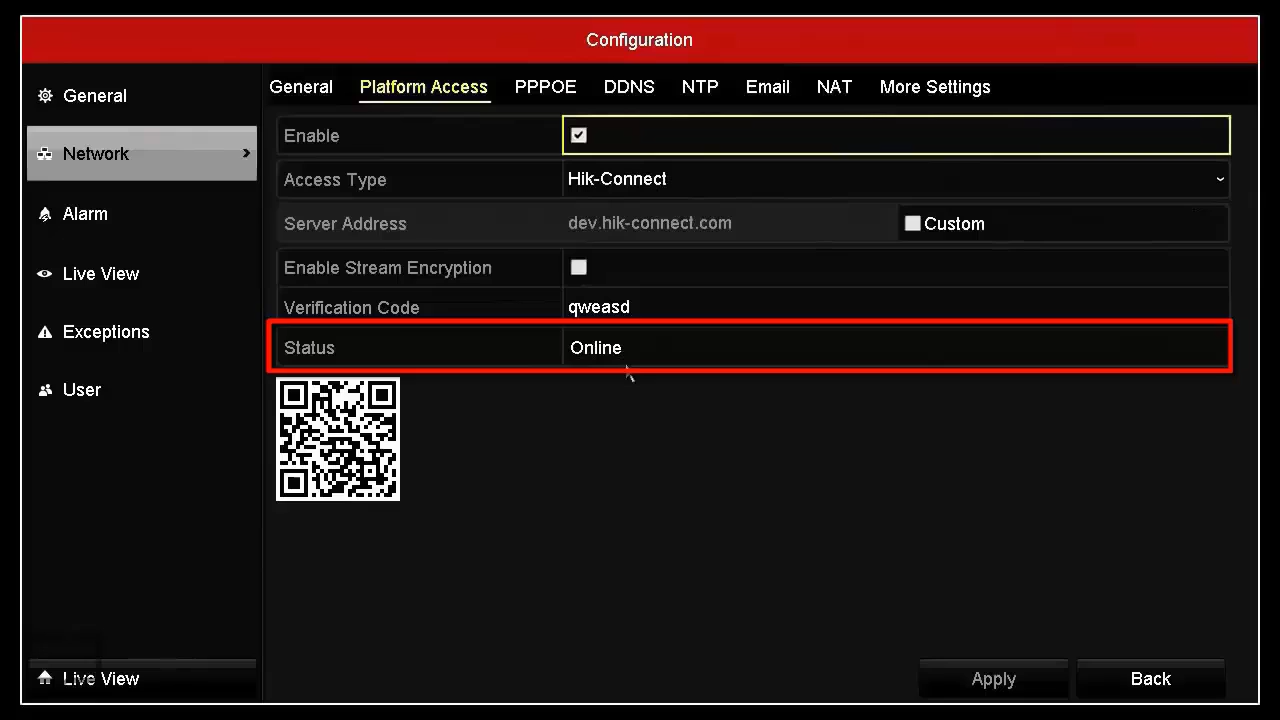 Configuration
General
Network
Alarm
Live View
Exceptions
User
Live View
General Platform Access PPPOE DDNS NTP Email NAT More Settings
Enable
Access Type Hik-Connect
Server Address dev.hik-connect.com Custom
Enable Stream Encryption
Verification Code qweasd
Status Online
Apply Back